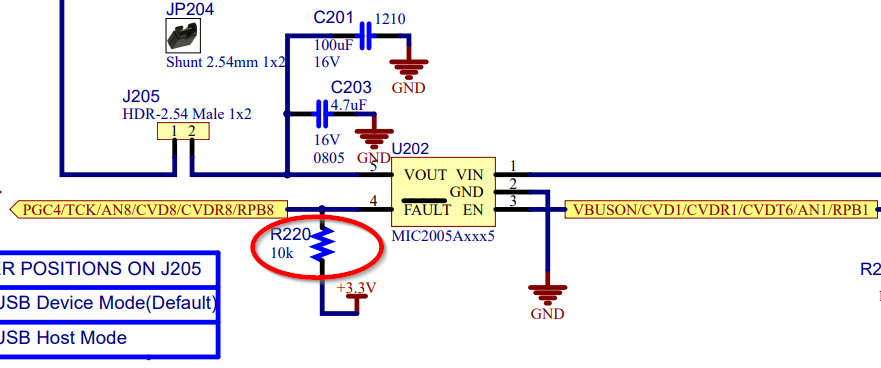 JP204
Shunt 2.54mm 1x2
C201
1210
100uF
16V
GND
C203
4.7uF
16V
0805
GND
J205
HDR-2.54 Male 1x2
1 2
U202
5
VOUT VIN
1
GND
2
4
FAULT EN
3
MIC2005Axxx5
PGC4/TCK/AN8/CVD8/CVDR8/RPB8
VBUSON/CVD1/CVDR1/CVDT6/AN1/RPB1
R220
10k
+3.3V
GND
ER POSITIONS ON J205
USB Device Mode(Default)
USB Host Mode
R2